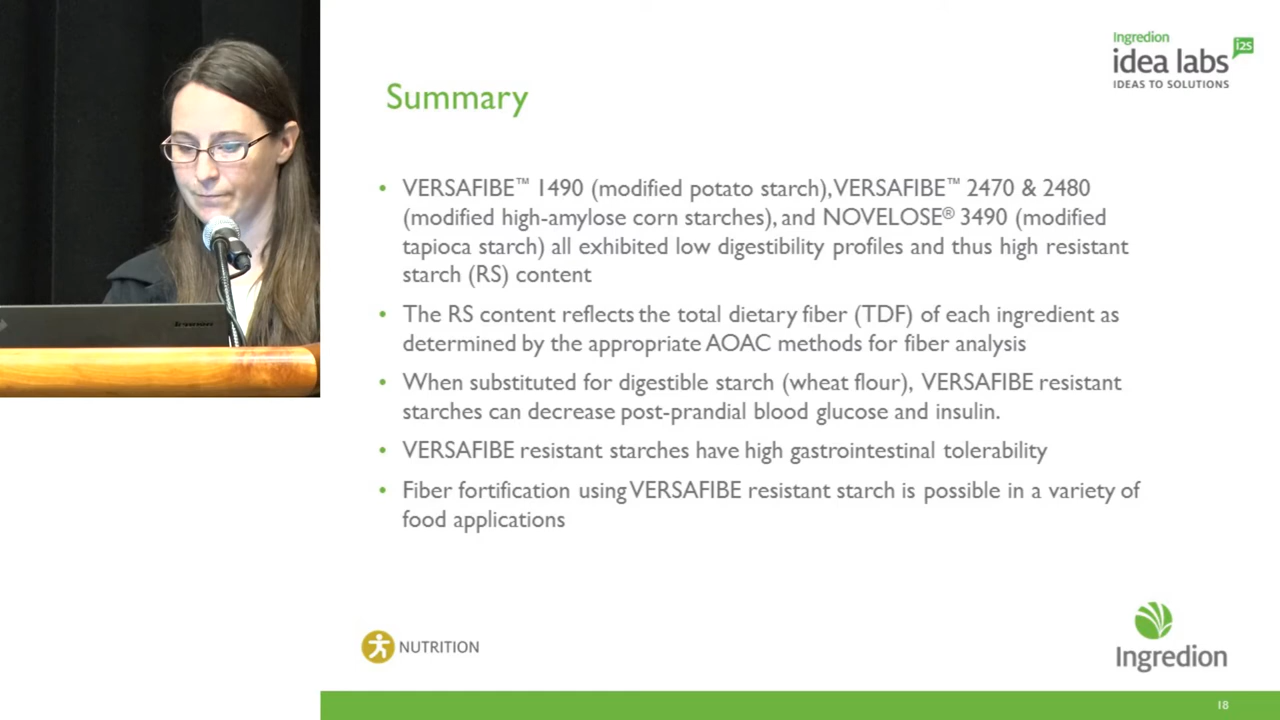 Ingredion
idea labs i2s
IDEAS TO SOLUTIONS
Summary
• VERSAFIBE™ 1490 (modified potato starch), VERSAFIBE™ 2470 & 2480
(modified high-amylose corn starches), and NOVELOSE® 3490 (modified
tapioca starch) all exhibited low digestibility profiles and thus high resistant
starch (RS) content
• The RS content reflects the total dietary fiber (TDF) of each ingredient as
determined by the appropriate AOAC methods for fiber analysis
• When substituted for digestible starch (wheat flour), VERSAFIBE resistant
starches can decrease post-prandial blood glucose and insulin.
• VERSAFIBE resistant starches have high gastrointestinal tolerability
• Fiber fortification using VERSAFIBE resistant starch is possible in a variety of
food applications
NUTRITION
Ingredion
18
lenovo